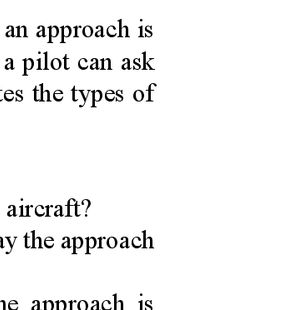 an approach is
a pilot can ask
tes the types of
aircraft?
ay the approach
he approach is